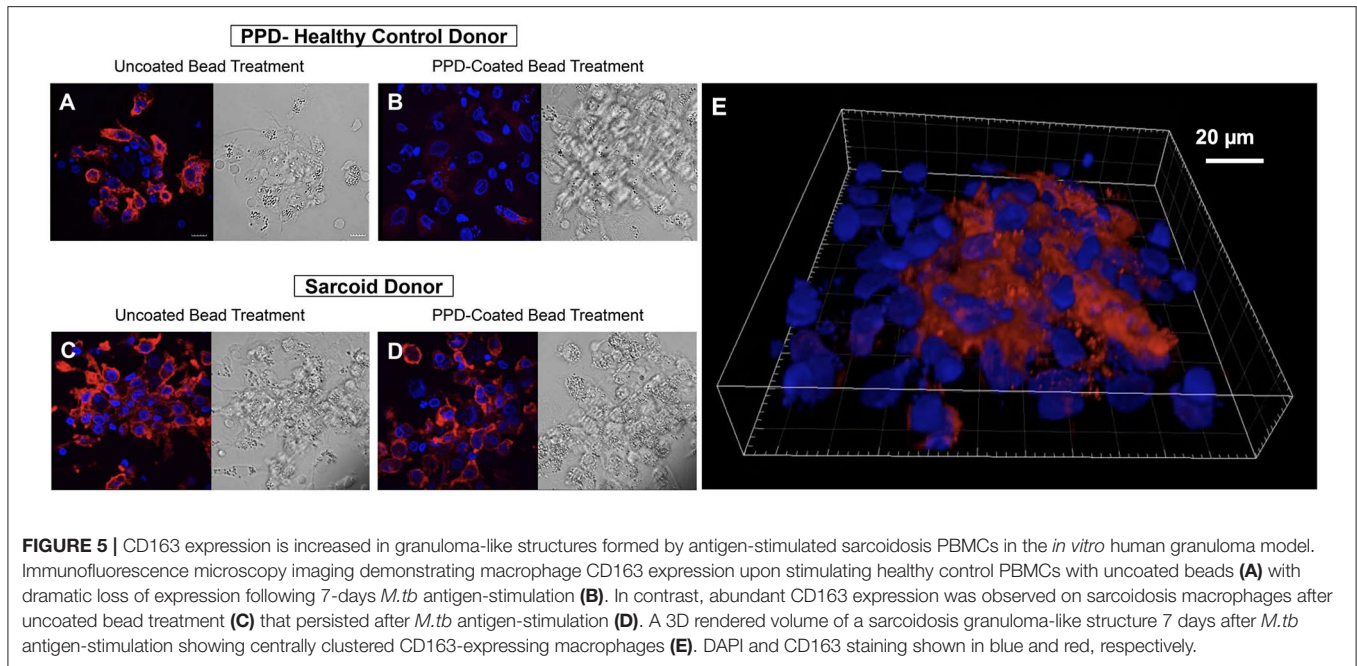 PPD- Healthy Control Donor
Uncoated Bead Treatment
PPD-Coated Bead Treatment
A
B
Sarcoid Donor
Uncoated Bead Treatment
PPD-Coated Bead Treatment
C
D
E
20 µm
FIGURE 5 | CD163 expression is increased in granuloma-like structures formed by antigen-stimulated sarcoidosis PBMCs in the in vitro human granuloma model.
Immunofluorescence microscopy imaging demonstrating macrophage CD163 expression upon stimulating healthy control PBMCs with uncoated beads (A) with
dramatic loss of expression following 7-days M.tb antigen-stimulation (B). In contrast, abundant CD163 expression was observed on sarcoidosis macrophages after
uncoated bead treatment (C) that persisted after M.tb antigen-stimulation (D). A 3D rendered volume of a sarcoidosis granuloma-like structure 7 days after M.tb
antigen-stimulation showing centrally clustered CD163-expressing macrophages (E). DAPI and CD163 staining shown in blue and red, respectively.